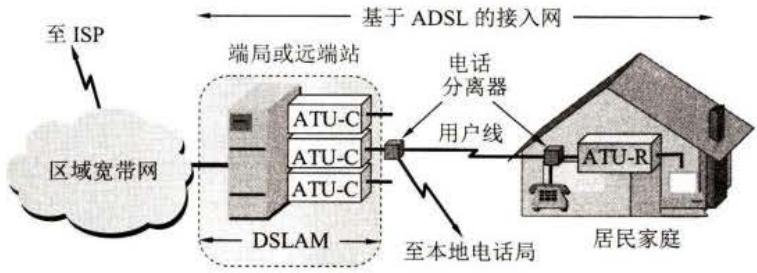 基于 ADSL 的接入网
至 ISP
端局或远端站
电话
分离器
ATU-C
用户线
ATU-C
ATU-R
区域宽带网
ATU-C
DSLAM
至本地电话局
居民家庭